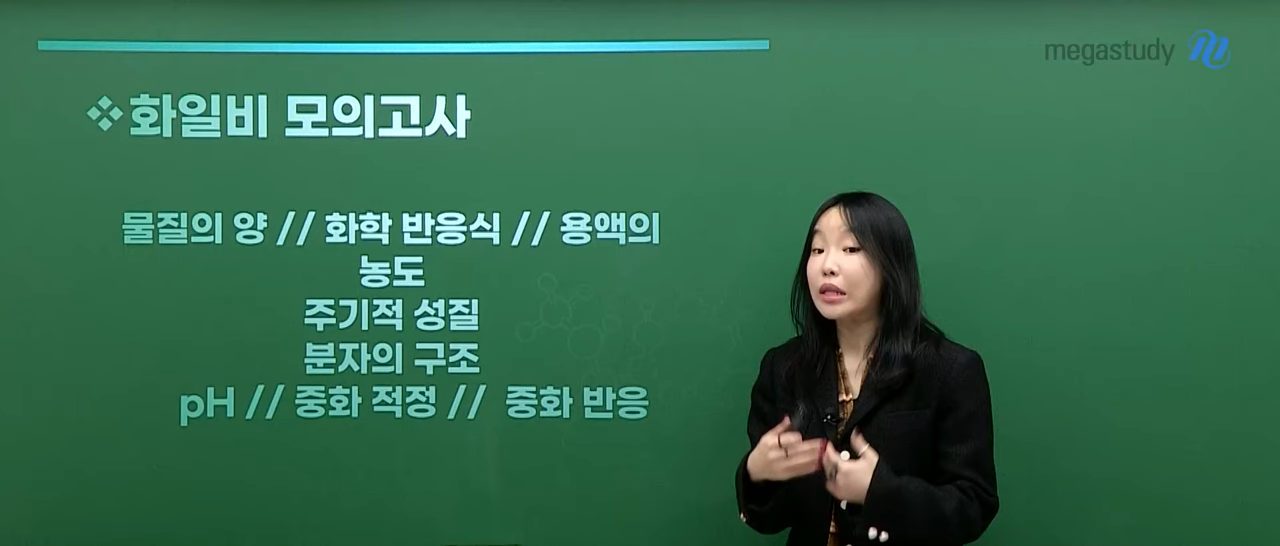 megastudy
❖화일비 모의고사
물질의 양 // 화학 반응식 // 용액의
농도
주기적 성질
분자의 구조
pH // 중화 적정 // 중화 반응